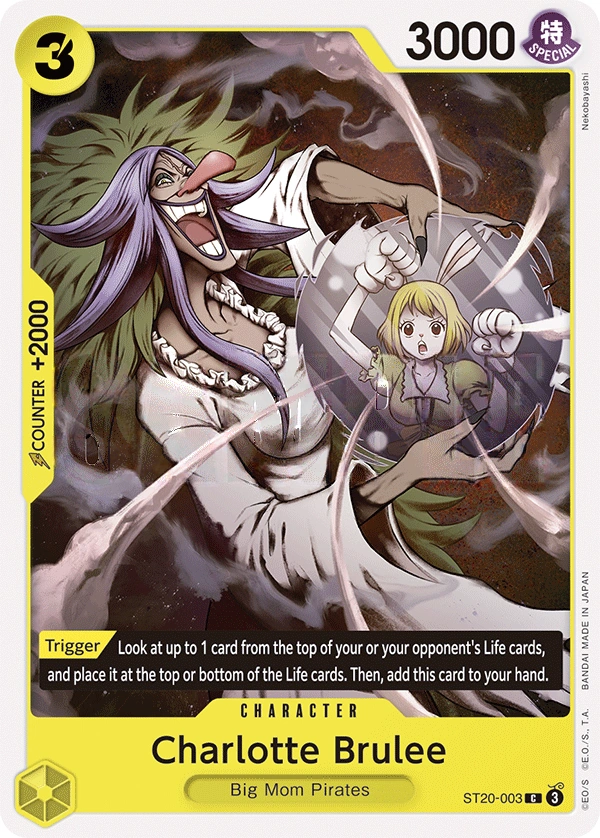 3
3000
特
SPECIAL
Nekobayashi
COUNTER +2000
Trigger Look at up to 1 card from the top of your or your opponent's Life cards,
and place it at the top or bottom of the Life cards. Then, add this card to your hand.
CHARACTER
Charlotte Brulee
Big Mom Pirates
ST20-003 C 3
©EO/S ©E.O./S., T.A. BANDAI MADE IN JAPAN